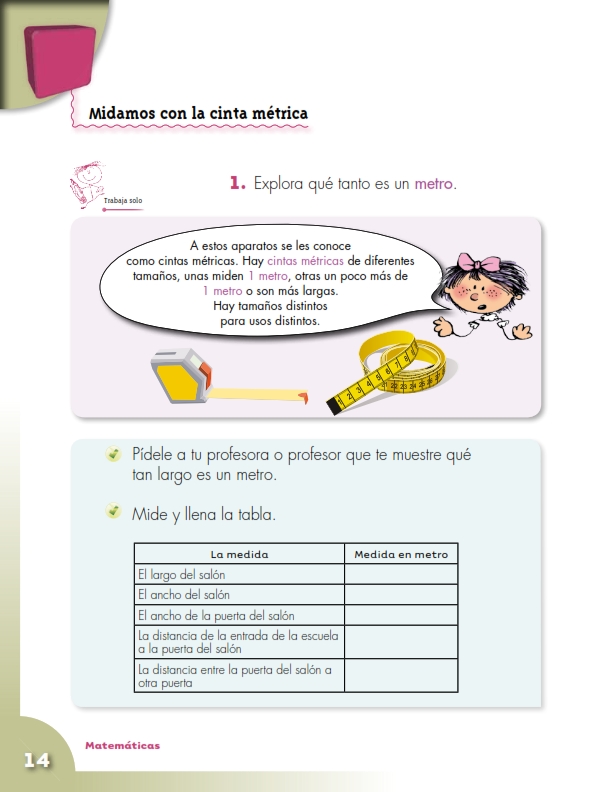 Midamos con la cinta métrica
Trabaja solo
1. Explora qué tanto es un metro.
A estos aparatos se les conoce
como cintas métricas. Hay cintas métricas de diferentes
tamaños, unas miden 1 metro, otras un poco más de
1 metro o son más largas.
Hay tamaños distintos
para usos distintos.
Pídele a tu profesora o profesor que te muestre qué
tan largo es un metro.
Mide y llena la tabla.
La medida Medida en metro
El largo del salón
El ancho del salón
El ancho de la puerta del salón
La distancia de la entrada de la escuela
a la puerta del salón
La distancia entre la puerta del salón a
otra puerta
Matemáticas
14